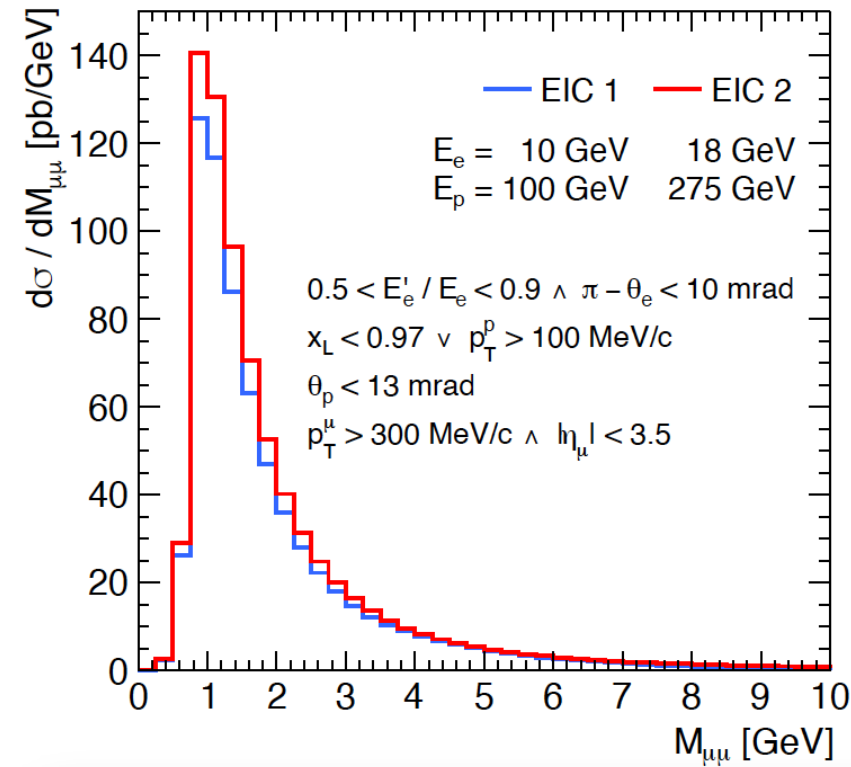 dσ / dM_μμ [pb/GeV]
140
120
100
80
60
40
20
0
EIC 1 EIC 2
E_e = 10 GeV 18 GeV
E_p = 100 GeV 275 GeV
0.5 < E'_e / E_e < 0.9 ∧ π − θ_e < 10 mrad
x_L < 0.97 ∨ p_T^p > 100 MeV/c
θ_p < 13 mrad
p_T^μ > 300 MeV/c ∧ |η_μ| < 3.5
0 1 2 3 4 5 6 7 8 9 10
M_μμ [GeV]